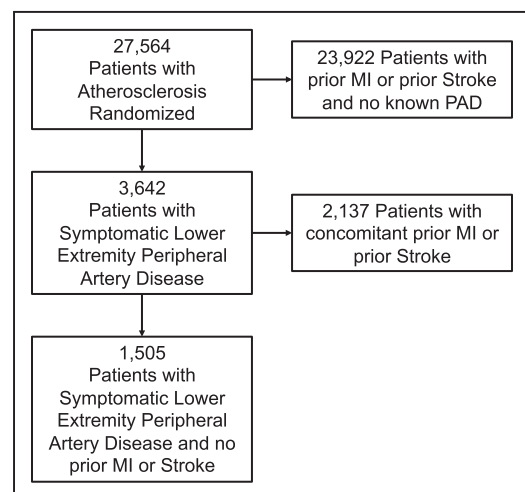 27,564
Patients with
Atherosclerosis
Randomized
23,922 Patients with
prior MI or prior Stroke
and no known PAD
3,642
Patients with
Symptomatic Lower
Extremity Peripheral
Artery Disease
2,137 Patients with
concomitant prior MI or
prior Stroke
1,505
Patients with
Symptomatic Lower
Extremity Peripheral
Artery Disease and no
prior MI or Stroke